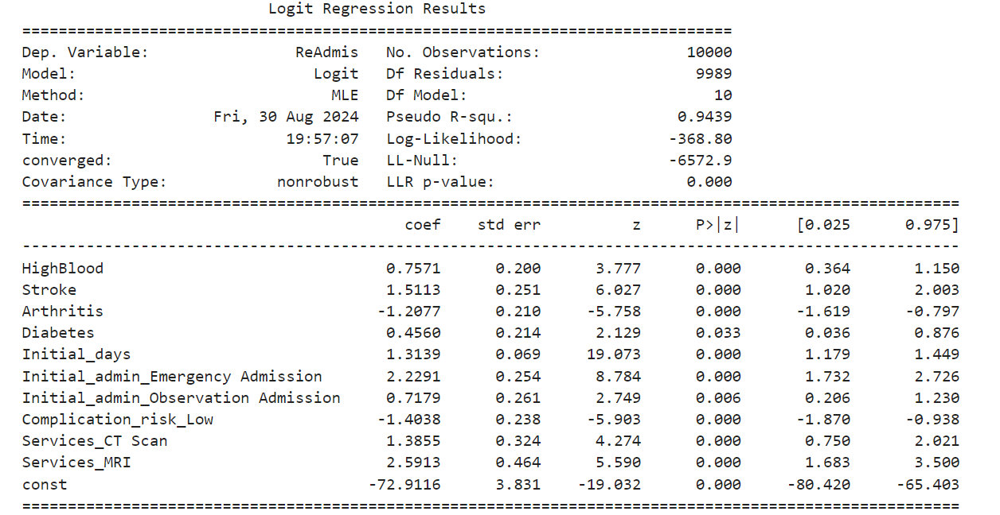 Logit Regression Results
==============================================================================
Dep. Variable: ReAdmis No. Observations: 10000
Model: Logit Df Residuals: 9989
Method: MLE Df Model: 10
Date: Fri, 30 Aug 2024 Pseudo R-squ.: 0.9439
Time: 19:57:07 Log-Likelihood: -368.80
converged: True LL-Null: -6572.9
Covariance Type: nonrobust LLR p-value: 0.000
=======================================================================================================
coef std err z P>|z| [0.025 0.975]
-------------------------------------------------------------------------------------------------------
HighBlood 0.7571 0.200 3.777 0.000 0.364 1.150
Stroke 1.5113 0.251 6.027 0.000 1.020 2.003
Arthritis -1.2077 0.210 -5.758 0.000 -1.619 -0.797
Diabetes 0.4560 0.214 2.129 0.033 0.036 0.876
Initial_days 1.3139 0.069 19.073 0.000 1.179 1.449
Initial_admin_Emergency Admission 2.2291 0.254 8.784 0.000 1.732 2.726
Initial_admin_Observation Admission 0.7179 0.261 2.749 0.006 0.206 1.230
Complication_risk_Low -1.4038 0.238 -5.903 0.000 -1.870 -0.938
Services_CT Scan 1.3855 0.324 4.274 0.000 0.750 2.021
Services_MRI 2.5913 0.464 5.590 0.000 1.683 3.500
const -72.9116 3.831 -19.032 0.000 -80.420 -65.403
=======================================================================================================